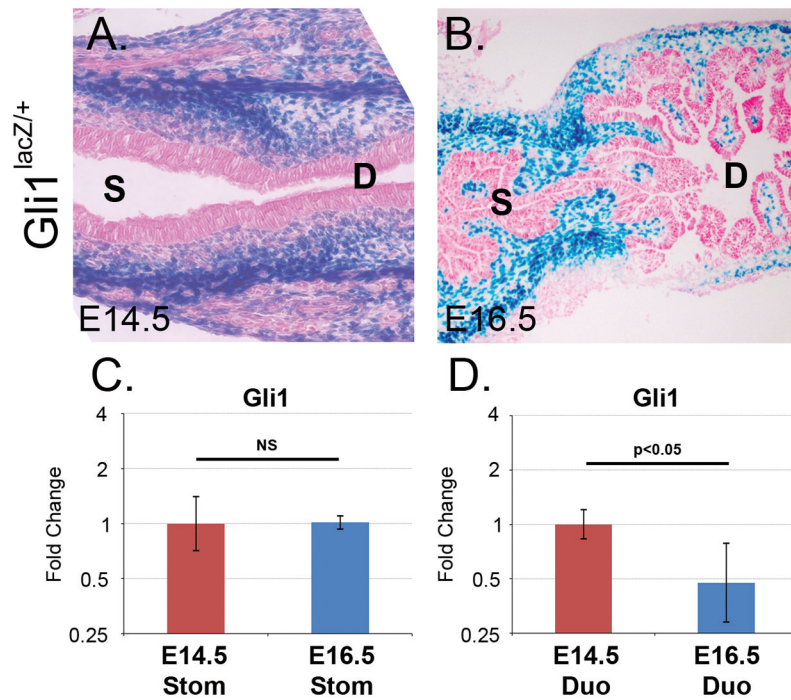 Gli1 lacZ/+
A.
S
D
E14.5
B.
S
D
E16.5
C.
Gli1
Fold Change
4
2
1
0.5
0.25
NS
E14.5
Stom
E16.5
Stom
D.
Gli1
Fold Change
4
2
1
0.5
0.25
p<0.05
E14.5
Duo
E16.5
Duo